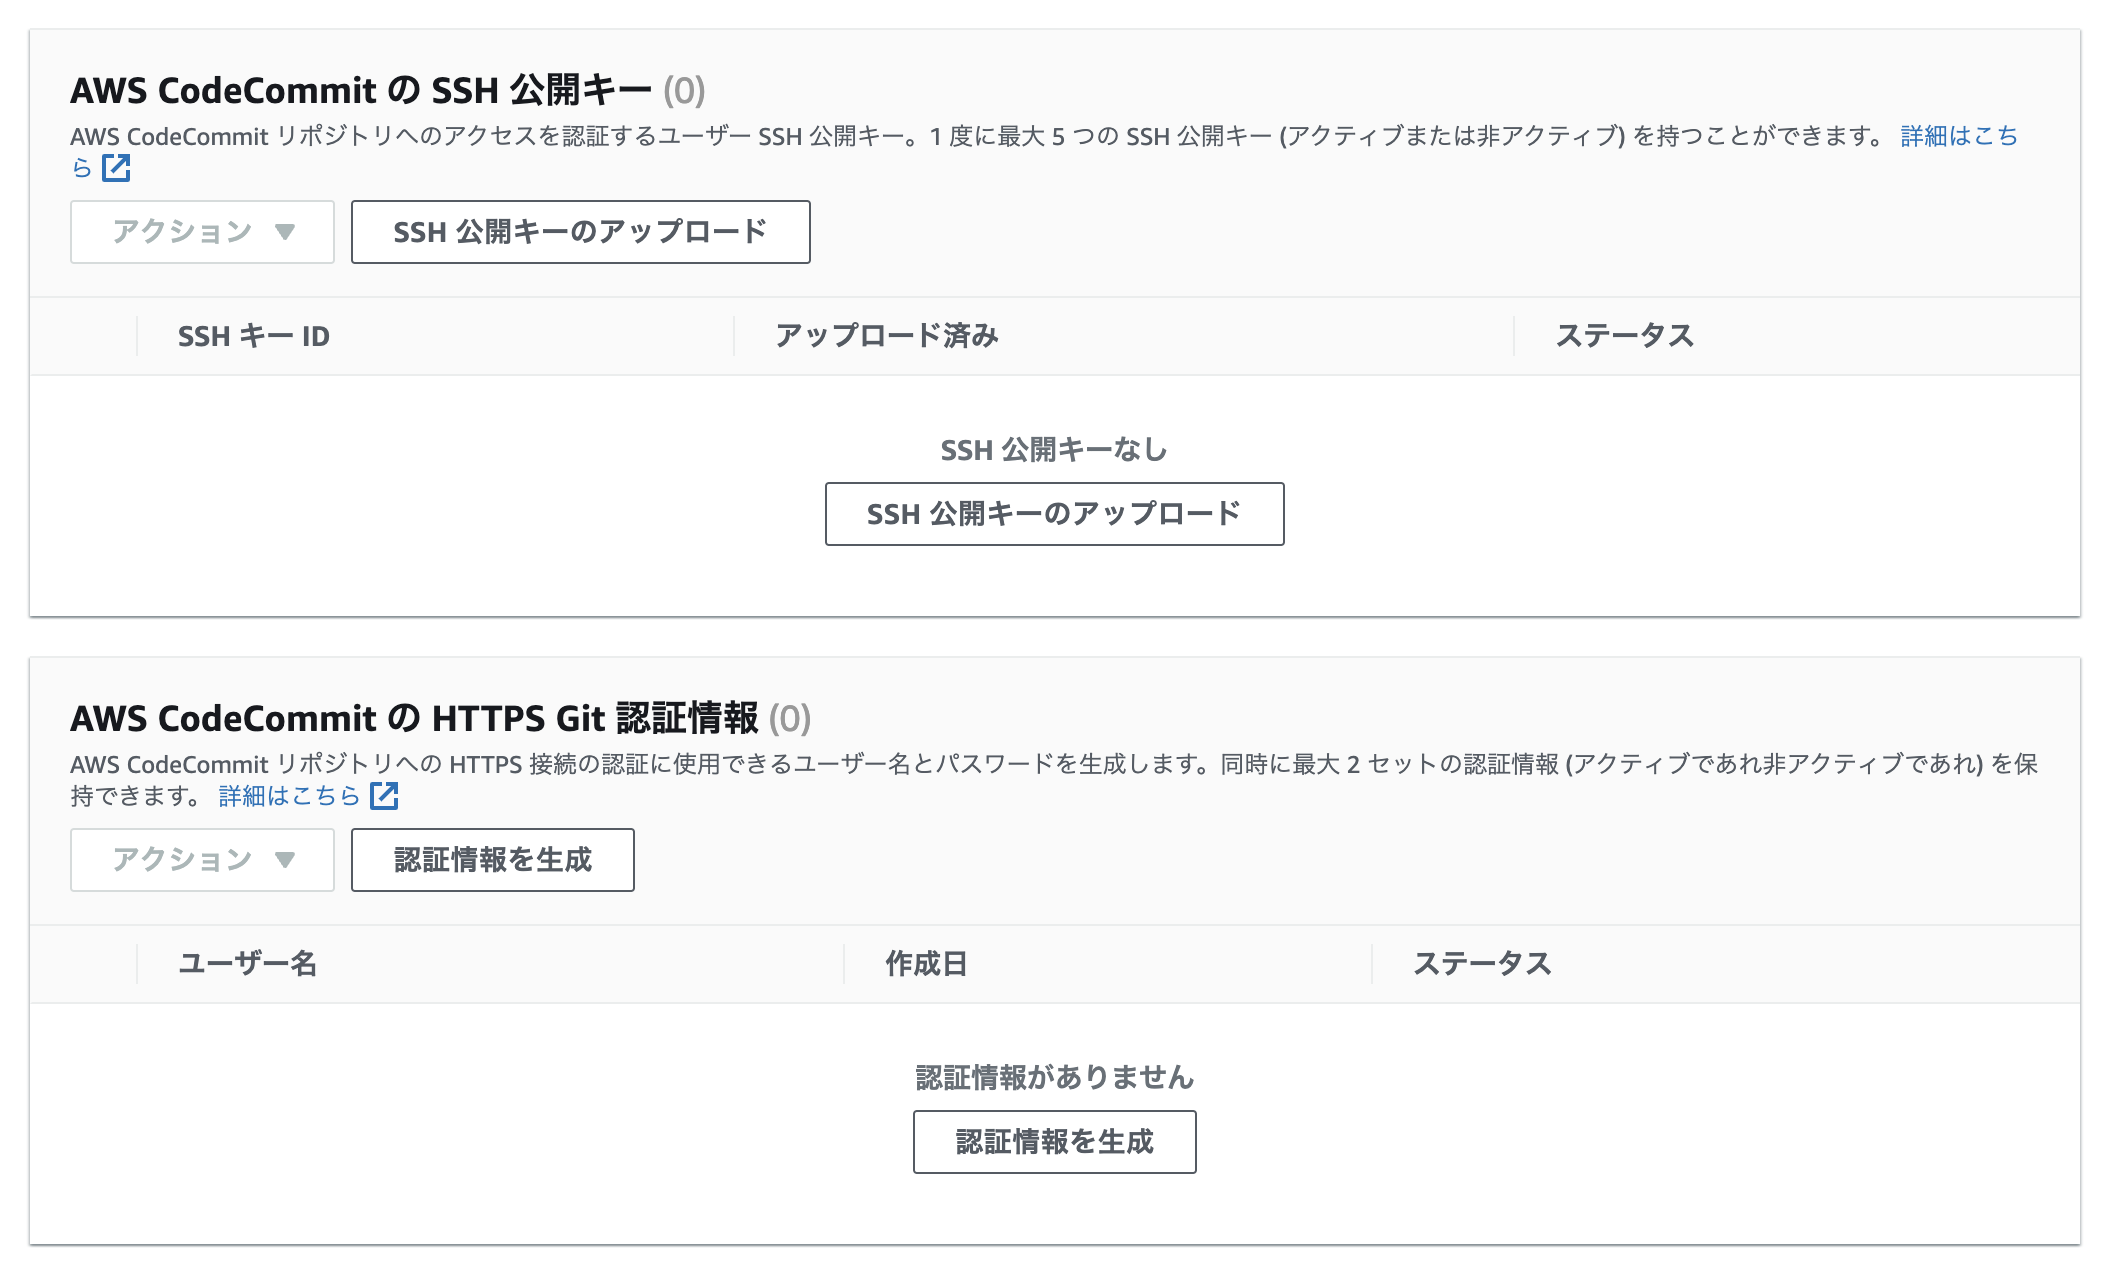 AWS CodeCommit の SSH 公開キー (0)
AWS CodeCommit リポジトリへのアクセスを認証するユーザー SSH 公開キー。1 度に最大 5 つの SSH 公開キー (アクティブまたは非アクティブ) を持つことができます。 詳細はこち
ら
アクション ▼ SSH 公開キーのアップロード
SSH キー ID アップロード済み ステータス
SSH 公開キーなし
SSH 公開キーのアップロード
AWS CodeCommit の HTTPS Git 認証情報 (0)
AWS CodeCommit リポジトリへの HTTPS 接続の認証に使用できるユーザー名とパスワードを生成します。同時に最大 2 セットの認証情報 (アクティブであれ非アクティブであれ) を保
持できます。 詳細はこちら
アクション ▼ 認証情報を生成
ユーザー名 作成日 ステータス
認証情報がありません
認証情報を生成